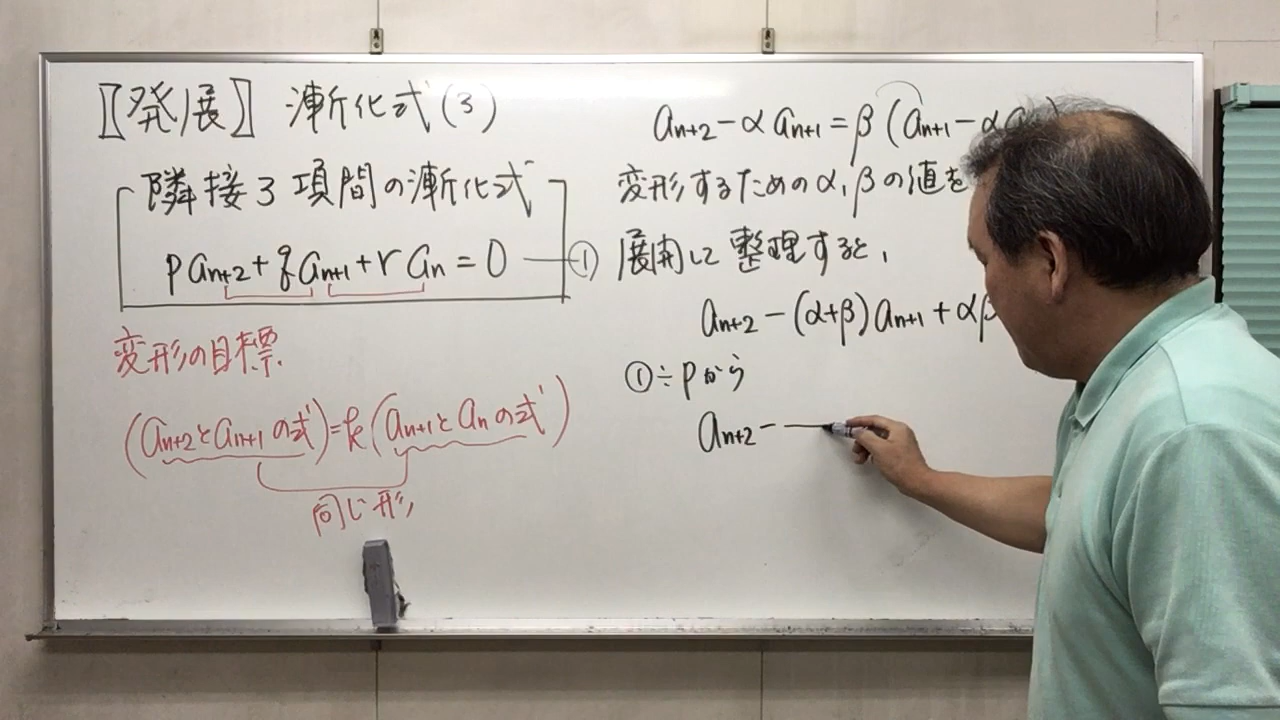 〖発展〗 漸化式(3)
隣接3項間の漸化式
pan+2+qan+1+ran=0 ―①
変形の目標
(an+2とan+1の式)=k(an+1とanの式)
同じ形
an+2-αan+1=β(an+1-αa
変形するためのα,βの値を
展開して整理すると,
an+2-(α+β)an+1+αβ
①÷pから
an+2-